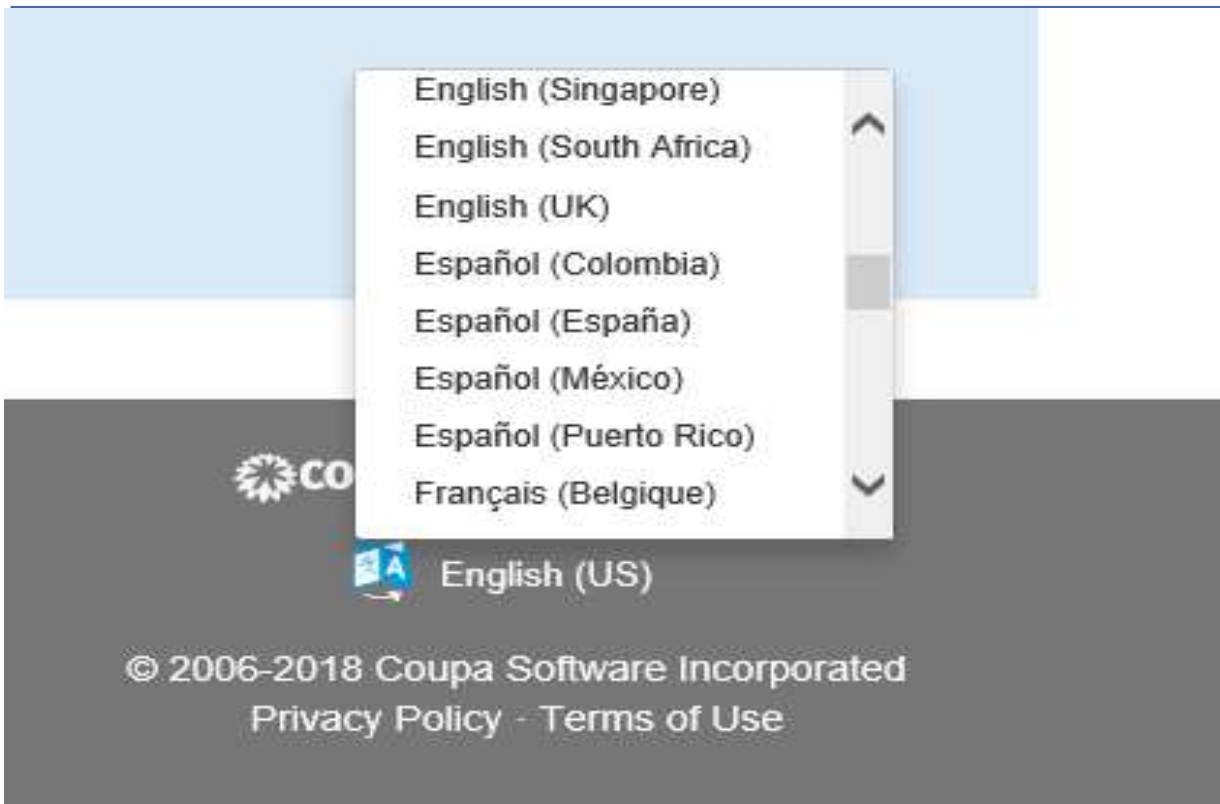 English (Singapore)
English (South Africa)
English (UK)
Español (Colombia)
Español (España)
Español (México)
Español (Puerto Rico)
Français (Belgique)
English (US)
© 2006-2018 Coupa Software Incorporated
Privacy Policy - Terms of Use